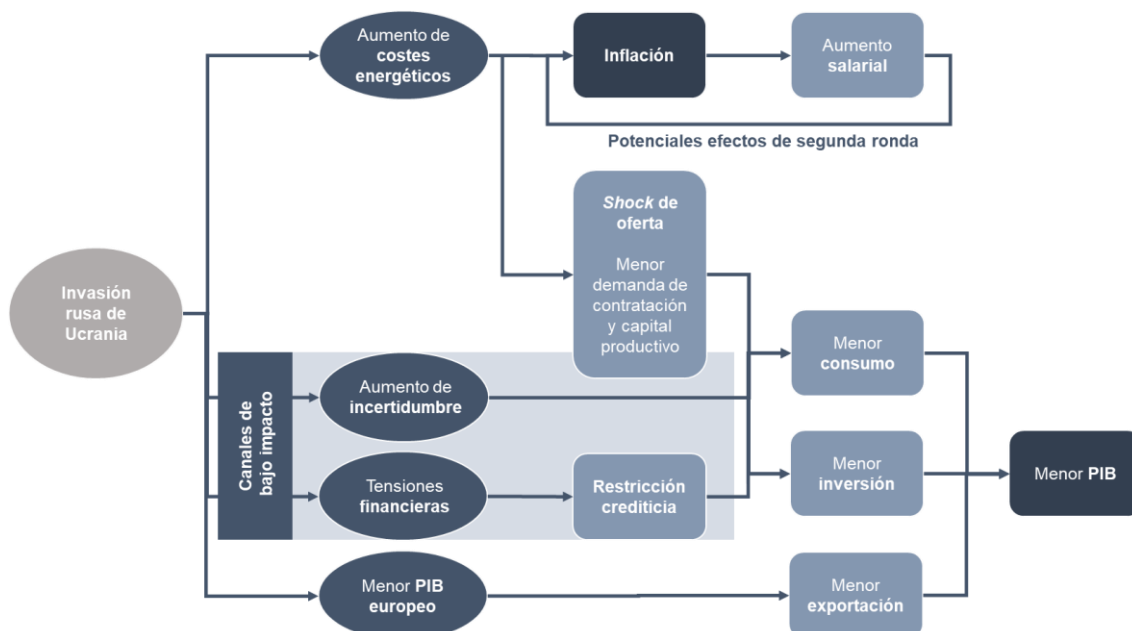 Aumento de
costes
energéticos
Inflación
Aumento
salarial
Potenciales efectos de segunda ronda
Shock de
oferta
Menor
demanda de
contratación
y capital
productivo
Invasión
rusa de
Ucrania
Canales de
bajo impacto
Aumento de
incertidumbre
Tensiones
financieras
Restricción
crediticia
Menor
consumo
Menor
inversión
Menor PIB
Menor PIB
europeo
Menor
exportación